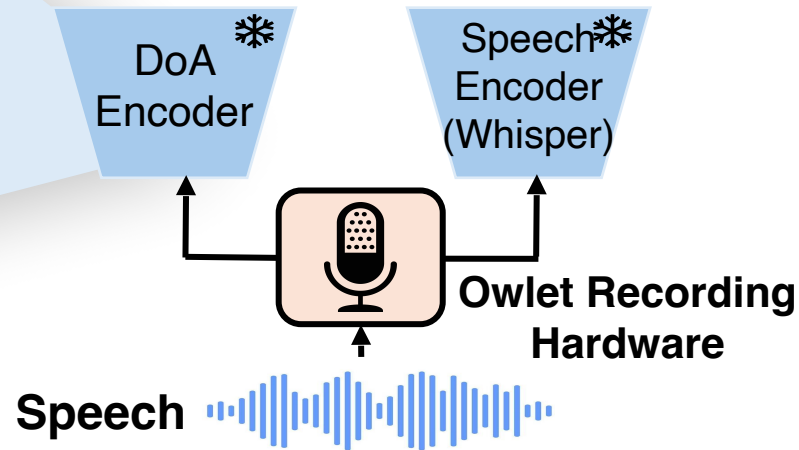 DoA
Encoder
Speech
Encoder
(Whisper)
Owlet Recording
Hardware
Speech